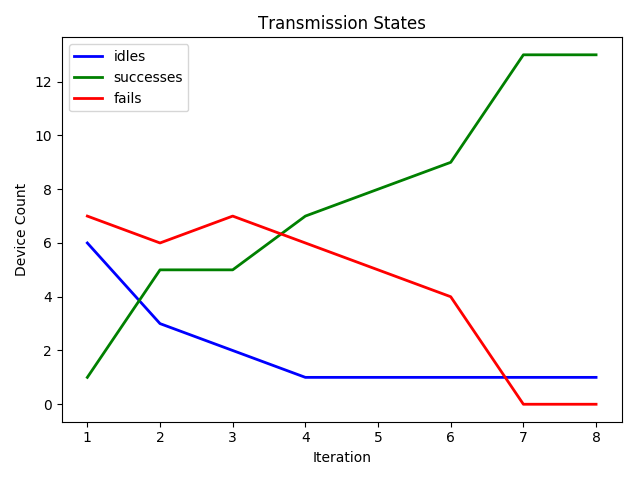 Transmission States
idles
successes
fails
Device Count
12
10
8
6
4
2
0
1 2 3 4 5 6 7 8
Iteration